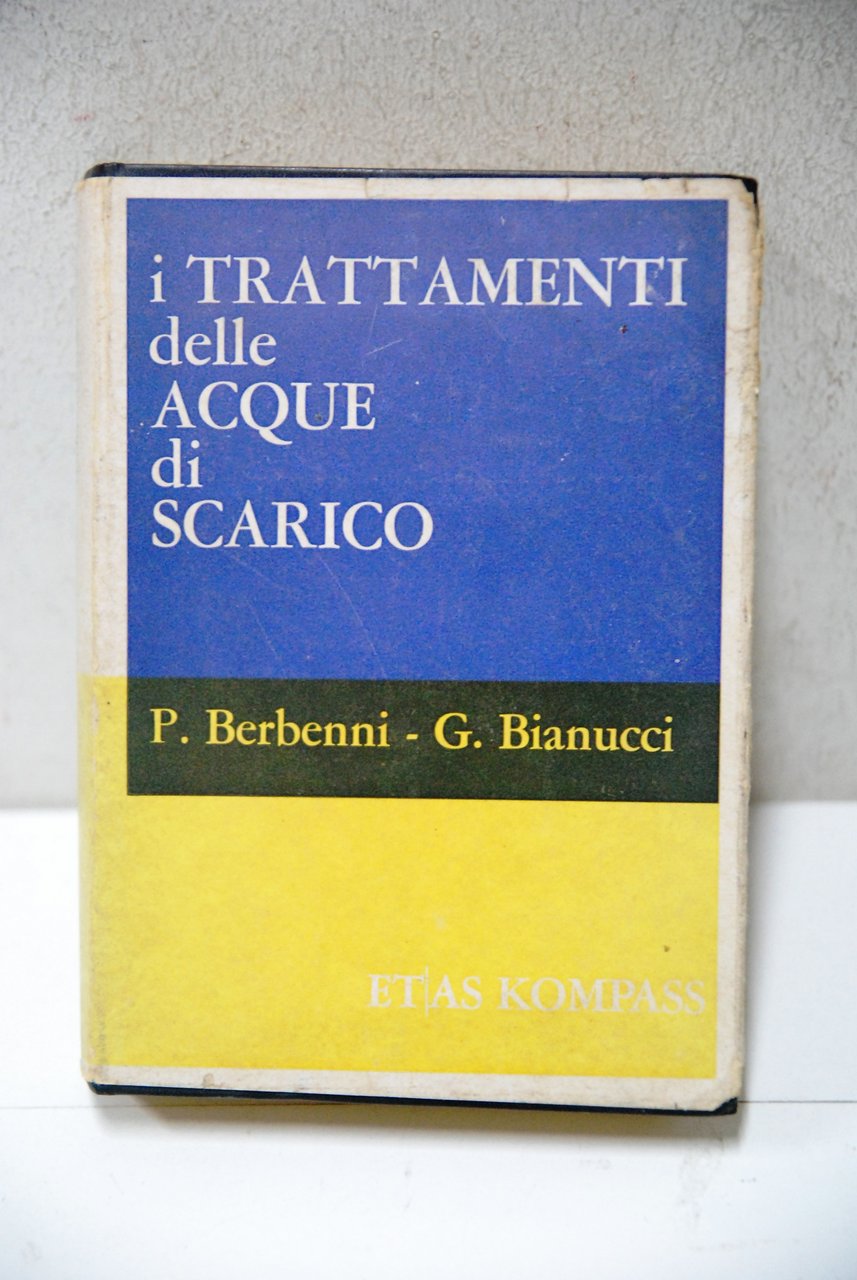 i TRATTAMENTI
delle
ACQUE
di
SCARICO
P. Berbenni - G. Bianucci
ET|AS KOMPASS